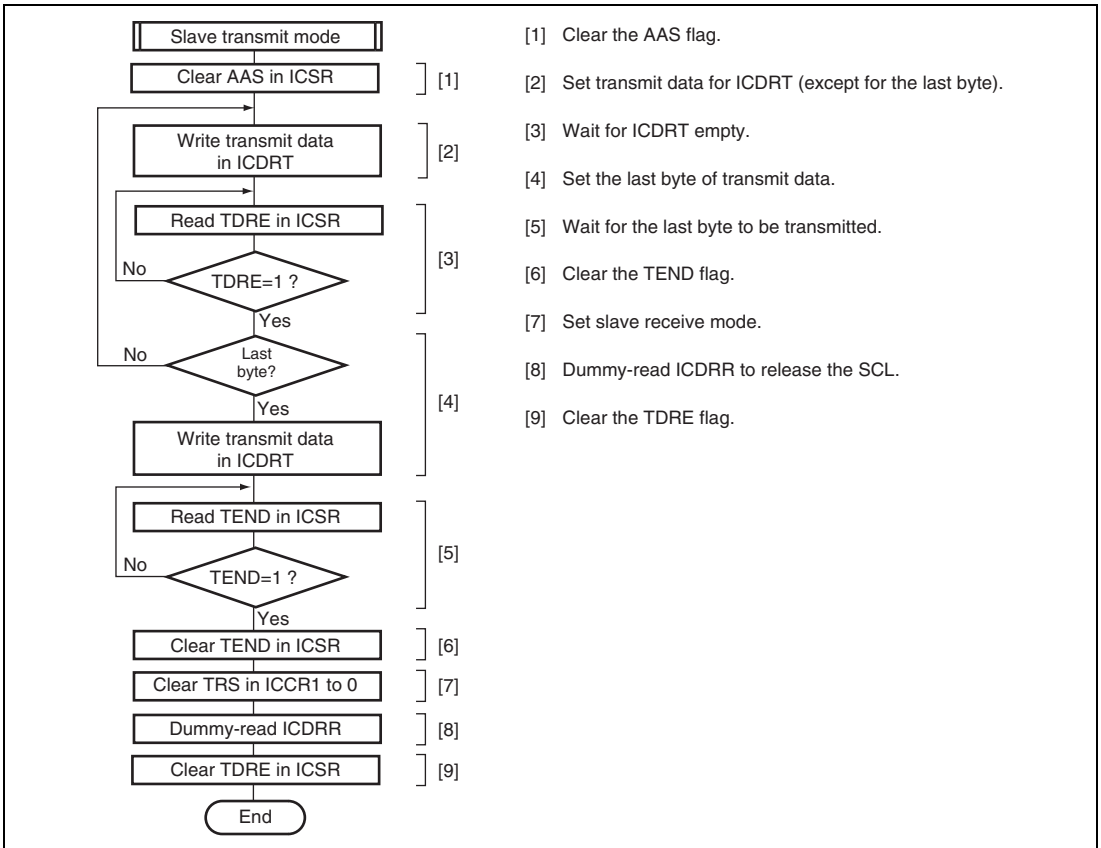 Slave transmit mode
Clear AAS in ICSR
[1]
Write transmit data
in ICDRT
[2]
Read TDRE in ICSR
[3]
No
TDRE=1 ?
Yes
No
Last
byte?
[4]
Yes
Write transmit data
in ICDRT
Read TEND in ICSR
[5]
No
TEND=1 ?
Yes
Clear TEND in ICSR
[6]
Clear TRS in ICCR1 to 0
[7]
Dummy-read ICDRR
[8]
Clear TDRE in ICSR
[9]
End
[1] Clear the AAS flag.
[2] Set transmit data for ICDRT (except for the last byte).
[3] Wait for ICDRT empty.
[4] Set the last byte of transmit data.
[5] Wait for the last byte to be transmitted.
[6] Clear the TEND flag.
[7] Set slave receive mode.
[8] Dummy-read ICDRR to release the SCL.
[9] Clear the TDRE flag.